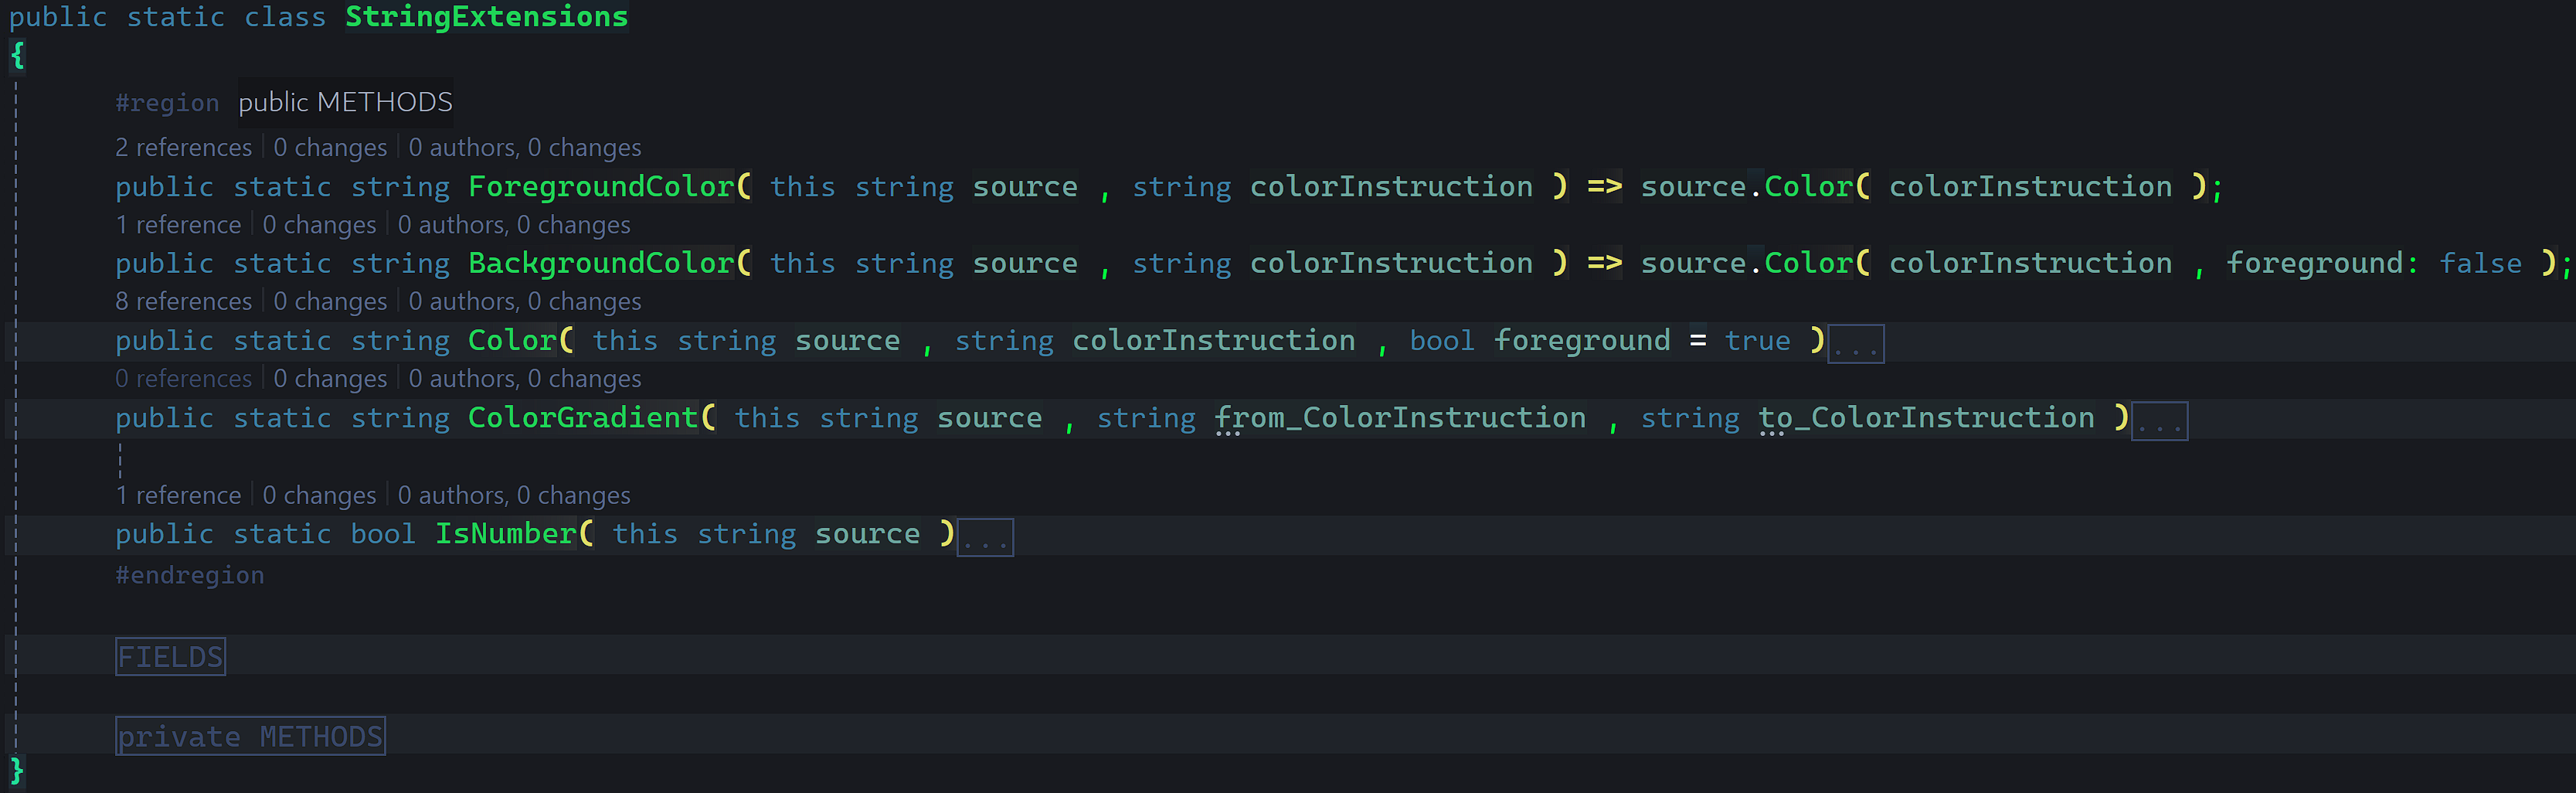 public static class StringExtensions
{
#region public METHODS
2 references | 0 changes | 0 authors, 0 changes
public static string ForegroundColor( this string source , string colorInstruction ) => source.Color( colorInstruction );
1 reference | 0 changes | 0 authors, 0 changes
public static string BackgroundColor( this string source , string colorInstruction ) => source.Color( colorInstruction , foreground: false );
8 references | 0 changes | 0 authors, 0 changes
public static string Color( this string source , string colorInstruction , bool foreground = true )...
0 references | 0 changes | 0 authors, 0 changes
public static string ColorGradient( this string source , string from_ColorInstruction , string to_ColorInstruction )...
1 reference | 0 changes | 0 authors, 0 changes
public static bool IsNumber( this string source )...
#endregion
FIELDS
private METHODS
}